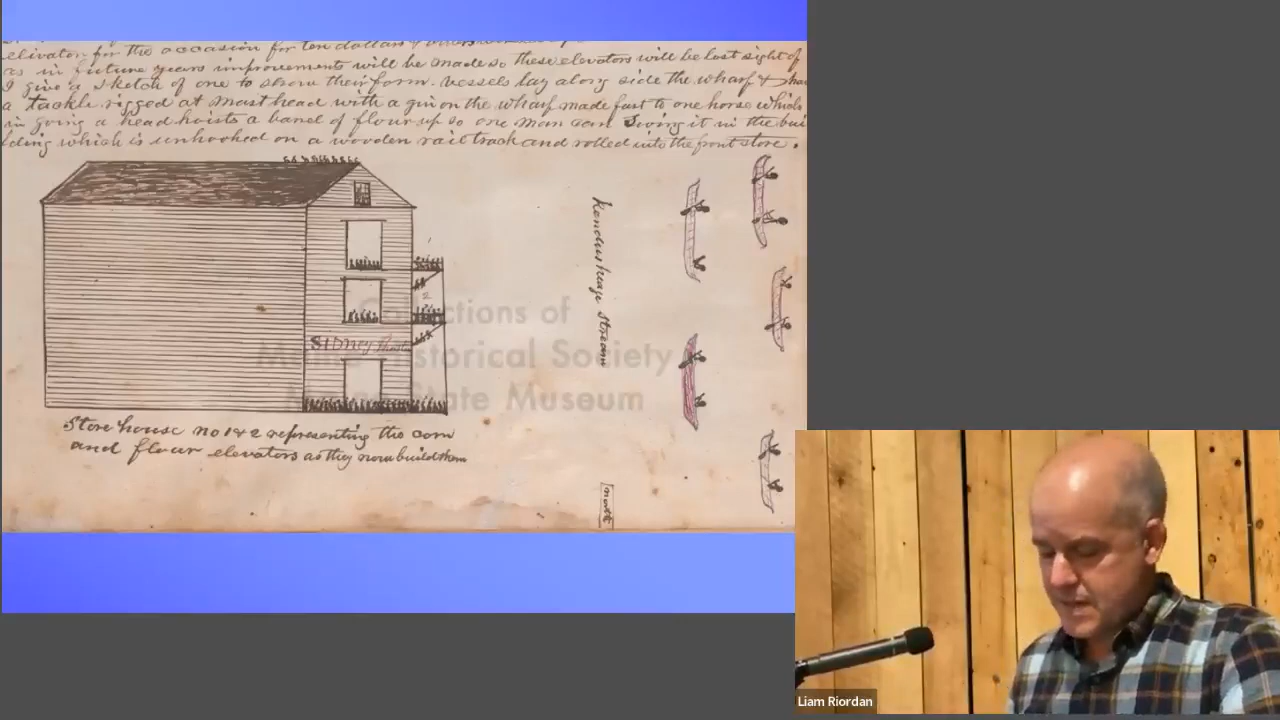 elivator for the occasion for ten dollars
as in future years improvements will be made so these elevators will be lost sight of
I give a sketch of one to show their form. vessels lay along side the wharf &
a tackle rigged at mast head with a gin on the wharf made fast to one horse which
in going a head hoists a barrel of flour up so one man can swing it in the bui
lding which is unhooked on a wooden rail track and rolled into the front store.
Kenduskeage stream
SIDNEY
Collections of
Maine Historical Society
Maine State Museum
Store house no 1 & 2 representing the corn
and flour elevators as they now build them
north
Liam Riordan